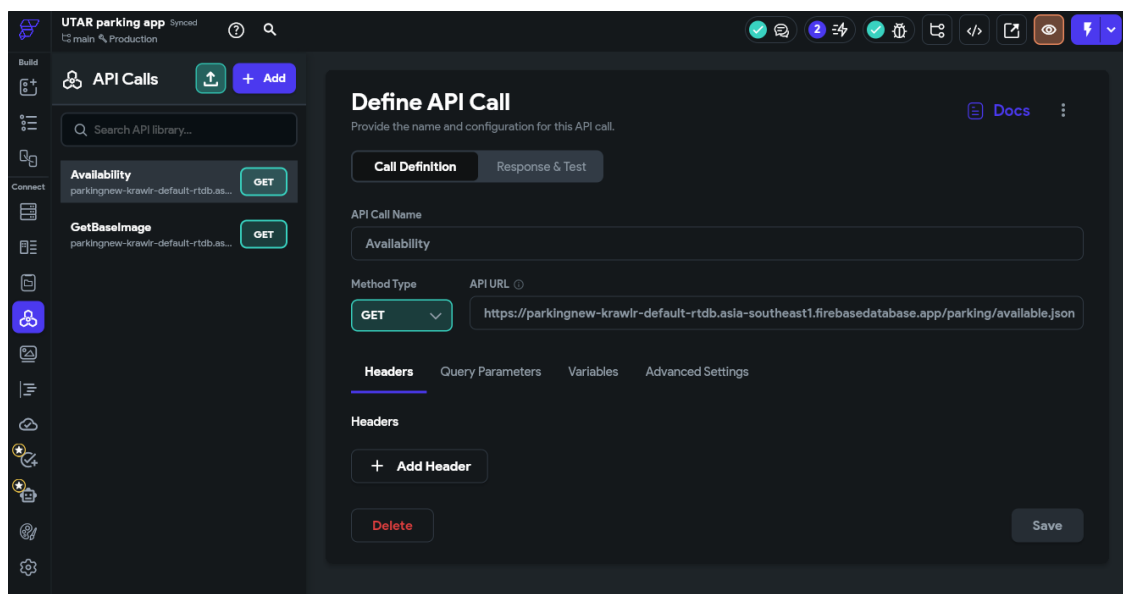 UTAR parking app Synced
main Production
2
Build
API Calls
+ Add
Search API library...
Connect
Availability
parkingnew-krawlr-default-rtdb.as...
GET
GetBaseImage
parkingnew-krawlr-default-rtdb.as...
GET
Define API Call
Provide the name and configuration for this API call.
Docs
Call Definition
Response & Test
API Call Name
Availability
Method Type
API URL
GET
https://parkingnew-krawlr-default-rtdb.asia-southeast1.firebasedatabase.app/parking/available.json
Headers
Query Parameters
Variables
Advanced Settings
Headers
+ Add Header
Delete
Save